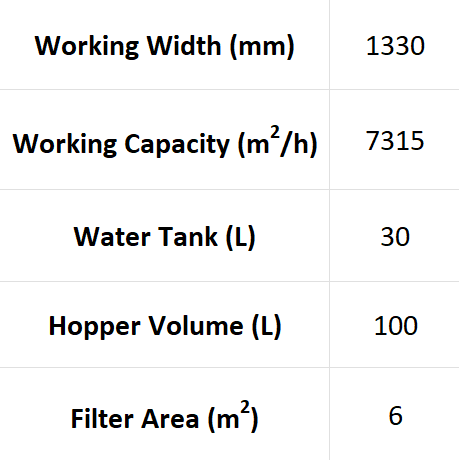 Working Width (mm) 1330
Working Capacity (m²/h) 7315
Water Tank (L) 30
Hopper Volume (L) 100
Filter Area (m²) 6